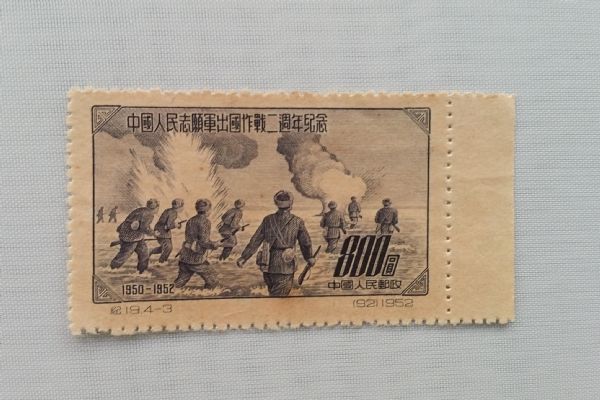 中國人民志願軍出國作戰二週年紀念
1950-1952
800圓
中國人民郵政
紀19.4-3
(92)1952